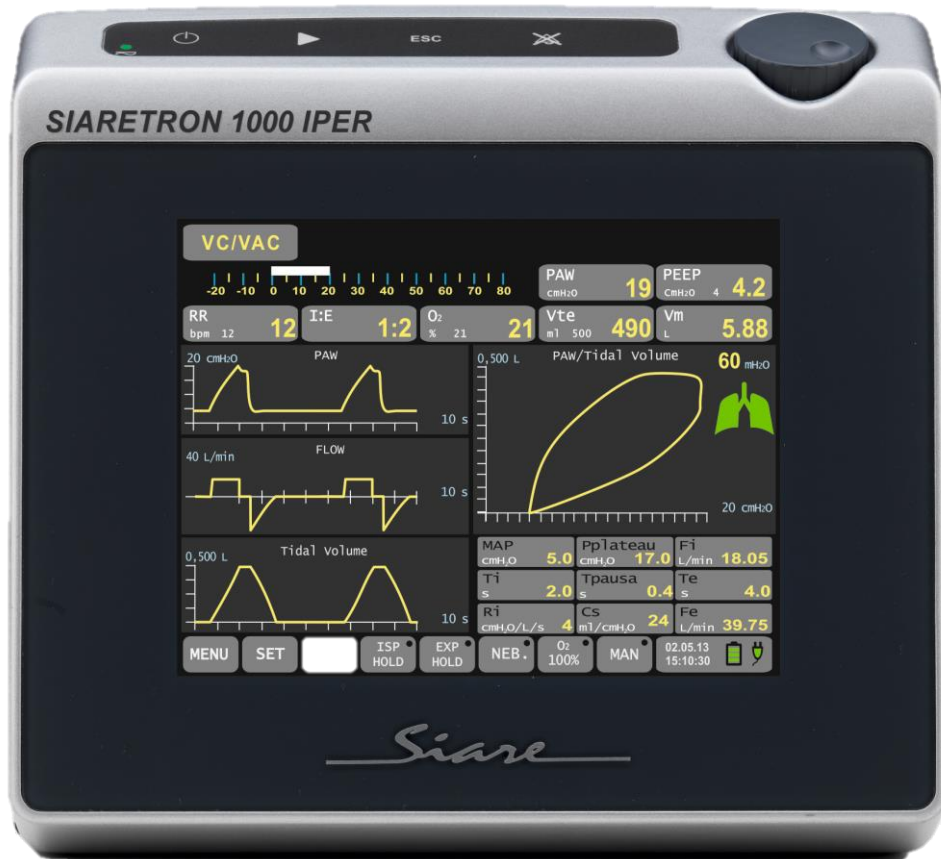 ESC
SIARETRON 1000 IPER
VC/VAC
-20 -10 0 10 20 30 40 50 60 70 80
PAW
cmH2O 19
PEEP
CmH2O 4 4.2
RR
bpm 12 12
I:E
1:2
O2
% 21 21
Vte
ml 500 490
Vm
L 5.88
20 cmH2O PAW
10 s
40 L/min FLOW
10 s
0,500 L Tidal Volume
10 s
0,500 L PAW/Tidal Volume 60 mH2O
20 cmH2O
MAP
cmH2O 5.0
Pplateau
cmH2O 17.0
Fi
L/min 18.05
Ti
s 2.0
Tpausa
s 0.4
Te
s 4.0
Ri
cmH2O/L/s 4
Cs
ml/cmH2O 24
Fe
L/min 39.75
MENU
SET
ISP
HOLD
EXP
HOLD
NEB.
O2
100%
MAN
02.05.13
15:10:30
Siare